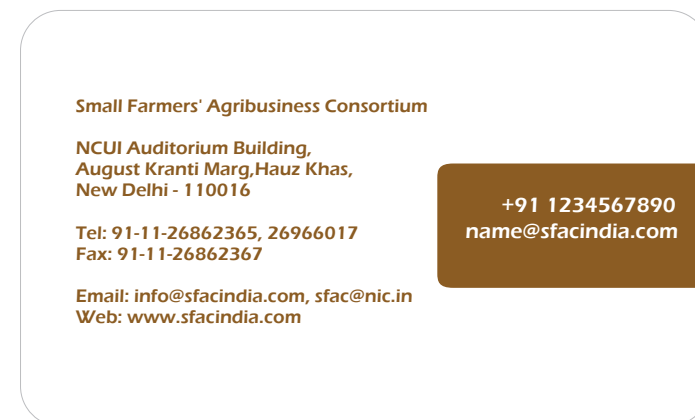 Small Farmers' Agribusiness Consortium
NCUI Auditorium Building,
August Kranti Marg,Hauz Khas,
New Delhi - 110016
Tel: 91-11-26862365, 26966017
Fax: 91-11-26862367
Email: info@sfacindia.com, sfac@nic.in
Web: www.sfacindia.com
+91 1234567890
name@sfacindia.com